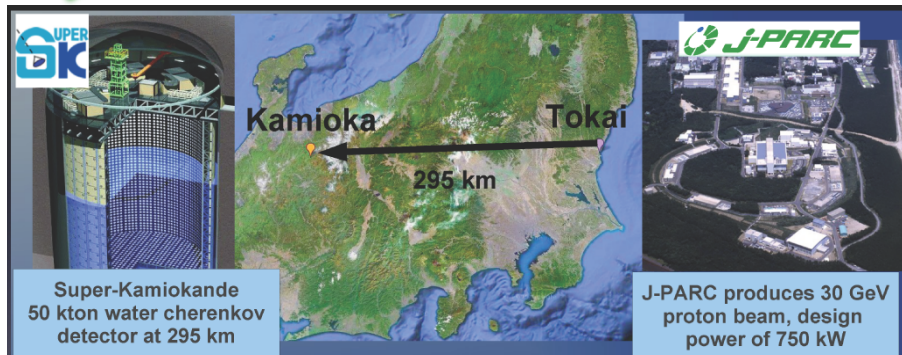 SUPER
SK
J-PARC
Kamioka
Tokai
295 km
Super-Kamiokande
50 kton water cherenkov
detector at 295 km
J-PARC produces 30 GeV
proton beam, design
power of 750 kW